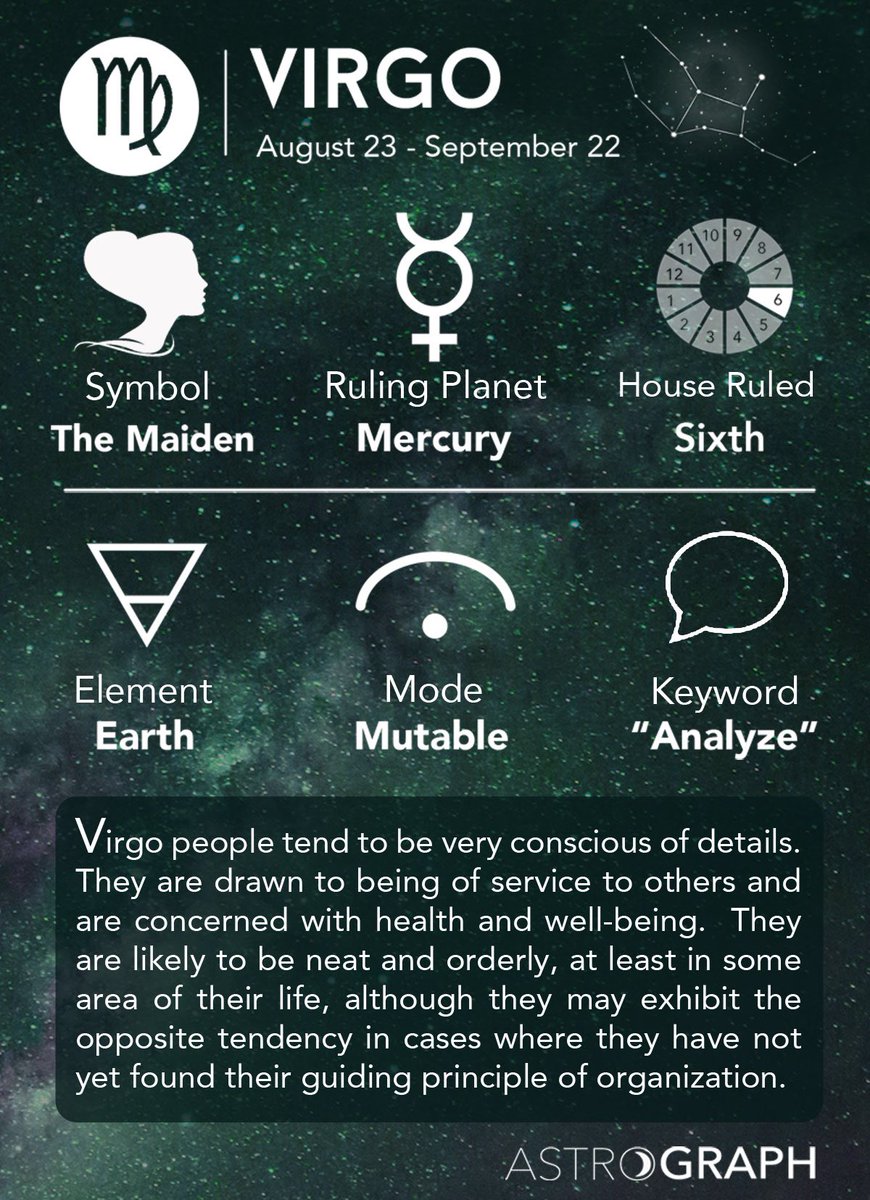 VIRGO
August 23 - September 22
10 9
11 8
12 7
1 6
2 5
3 4
Symbol Ruling Planet House Ruled
The Maiden Mercury Sixth
Element Mode Keyword
Earth Mutable “Analyze”
Virgo people tend to be very conscious of details.
They are drawn to being of service to others and
are concerned with health and well-being. They
are likely to be neat and orderly, at least in some
area of their life, although they may exhibit the
opposite tendency in cases where they have not
yet found their guiding principle of organization.
ASTROGRAPH